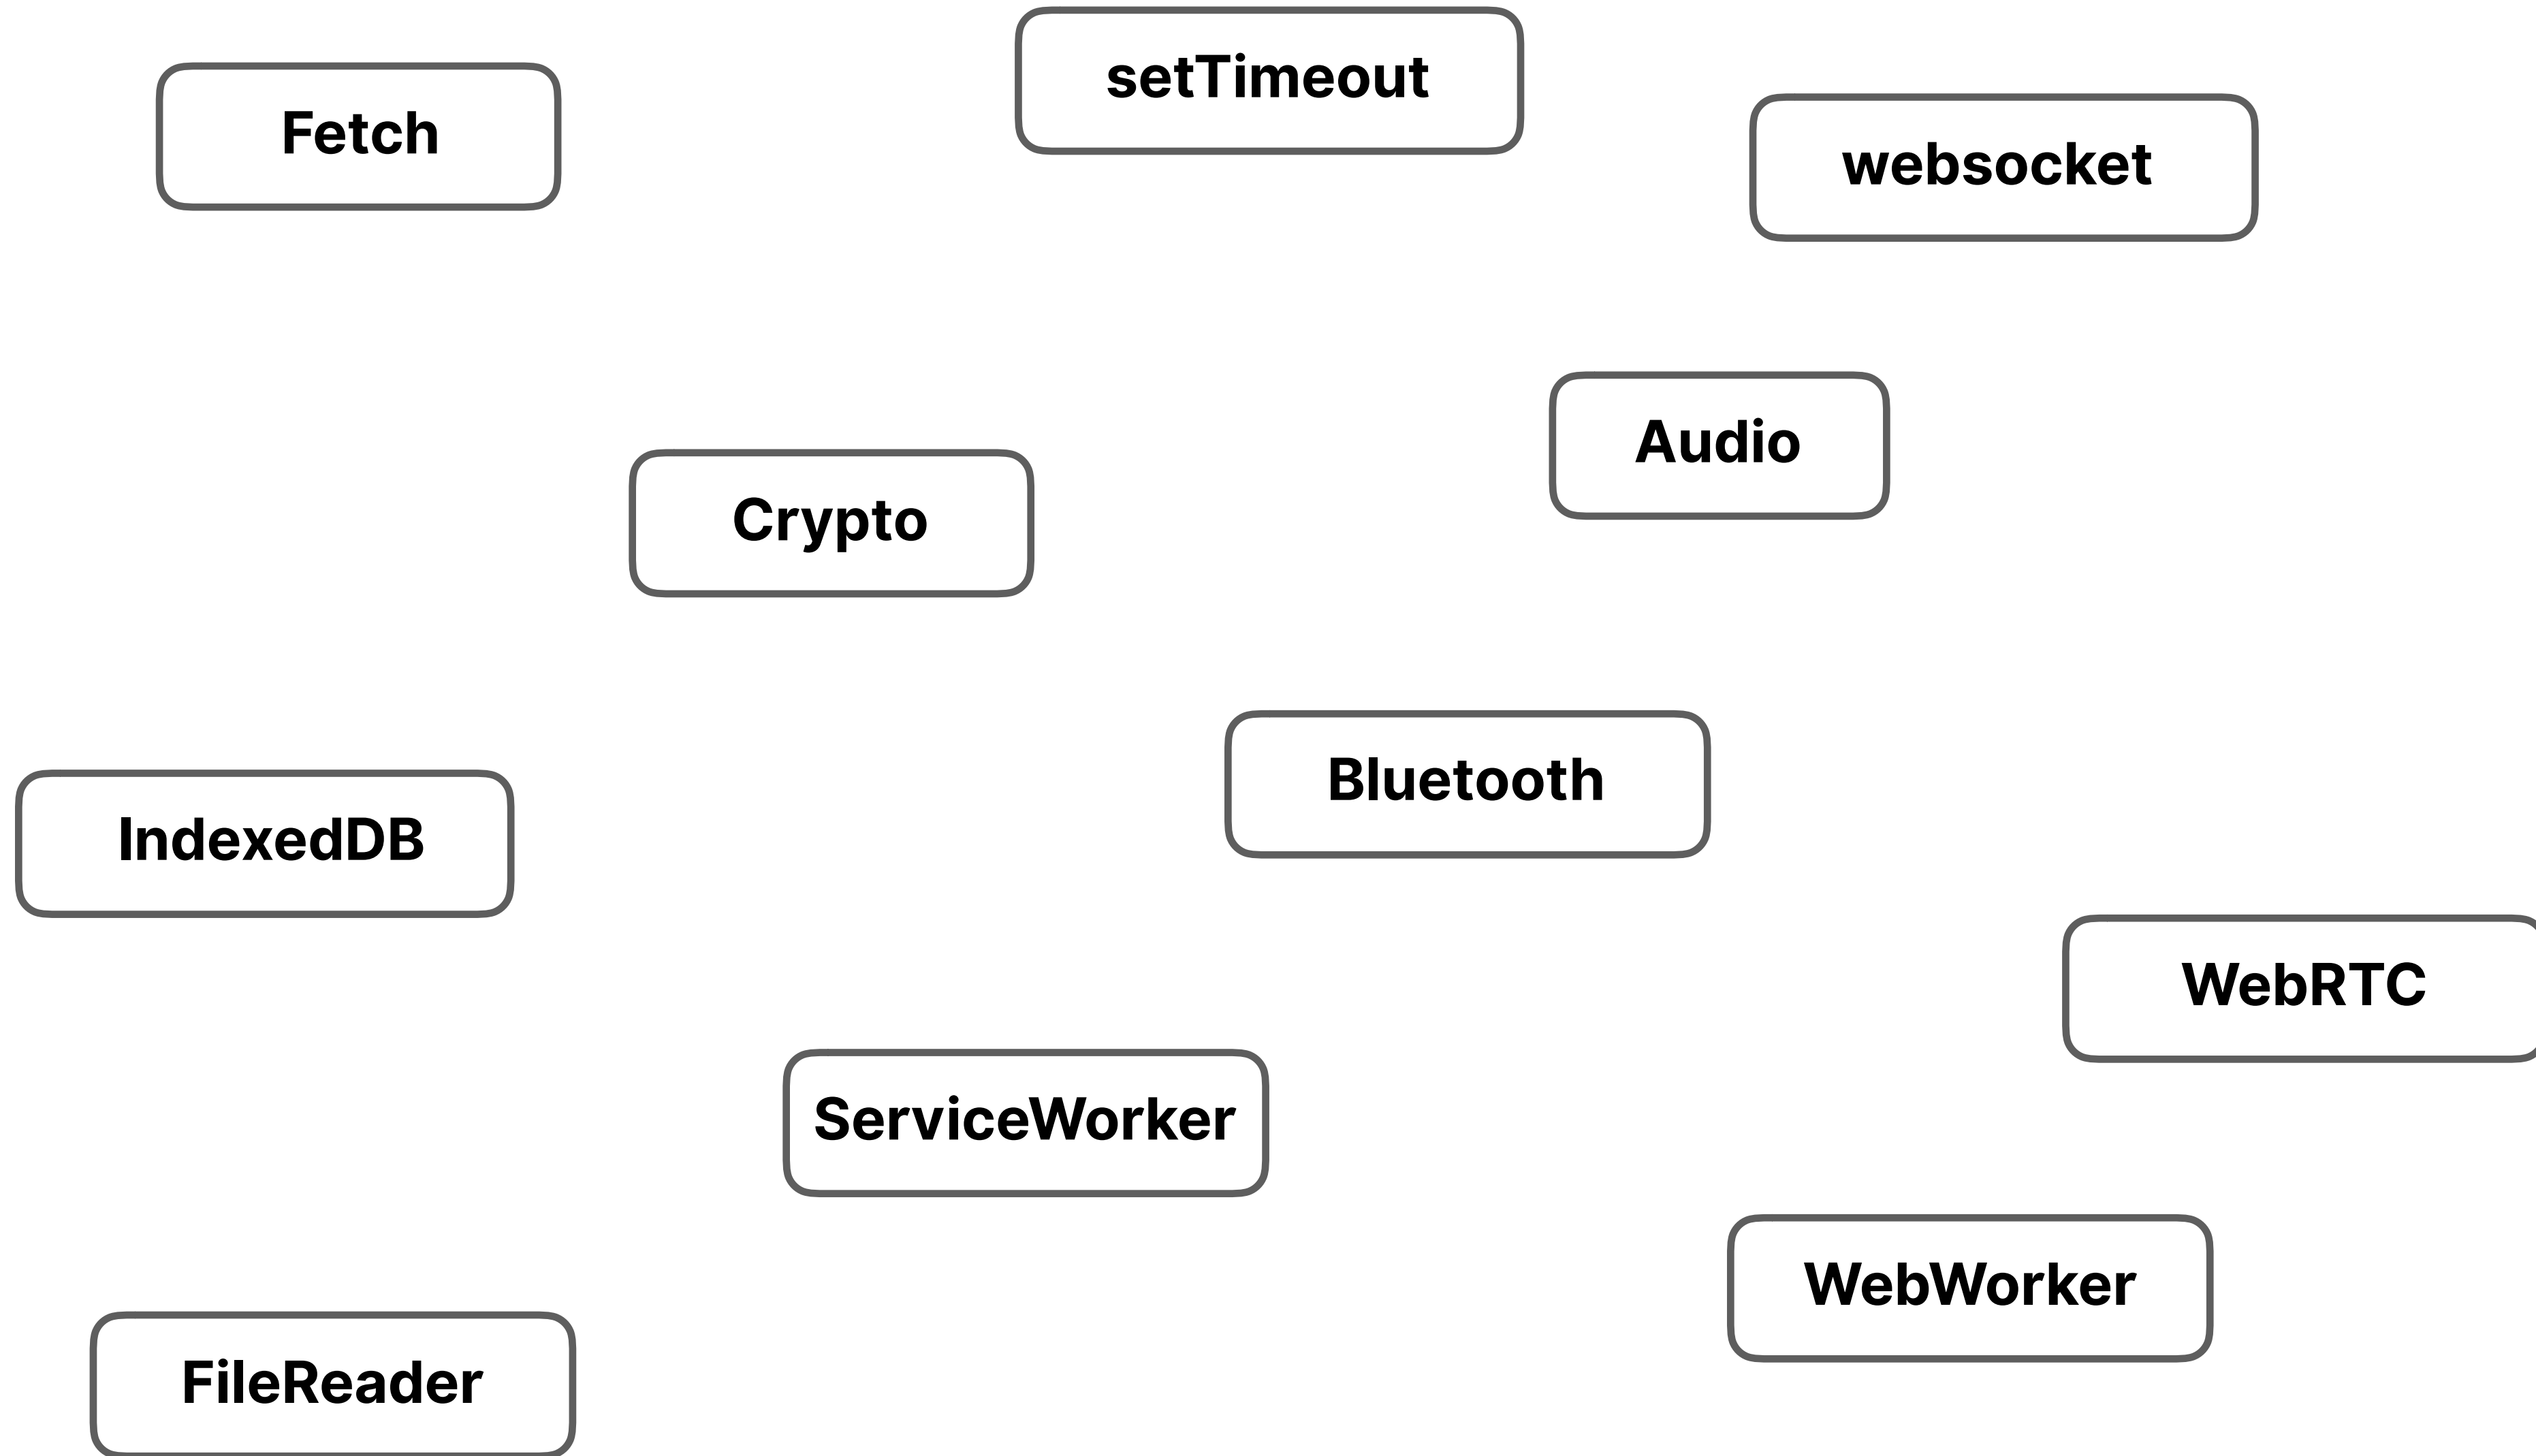 setTimeout
Fetch
websocket
Audio
Crypto
Bluetooth
IndexedDB
WebRTC
ServiceWorker
WebWorker
FileReader